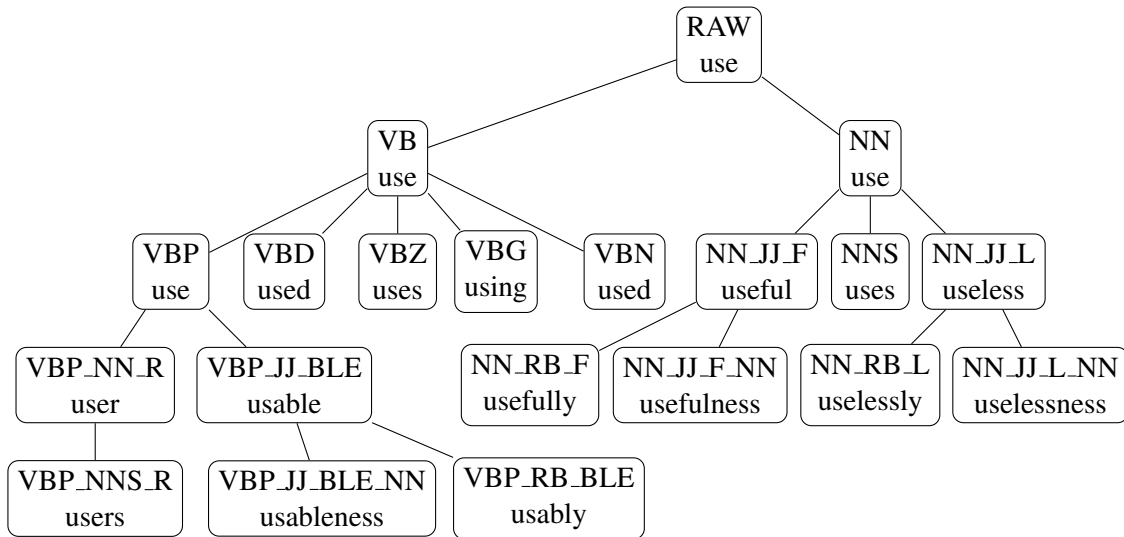 RAW
use
VB
use
NN
use
VBP
use
VBD
used
VBZ
uses
VBG
using
VBN
used
NN_JJ_F
useful
NNS
uses
NN_JJ_L
useless
VBP_NN_R
user
VBP_JJ_BLE
usable
NN_RB_F
usefully
NN_JJ_F_NN
usefulness
NN_RB_L
uselessly
NN_JJ_L_NN
uselessness
VBP_NNS_R
users
VBP_JJ_BLE_NN
usableness
VBP_RB_BLE
usably